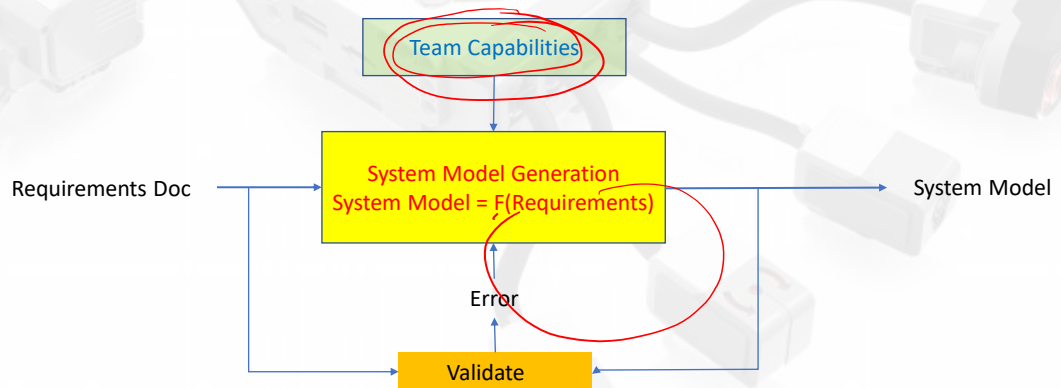 Team Capabilities
System Model Generation
System Model = F(Requirements)
Requirements Doc
System Model
Error
Validate